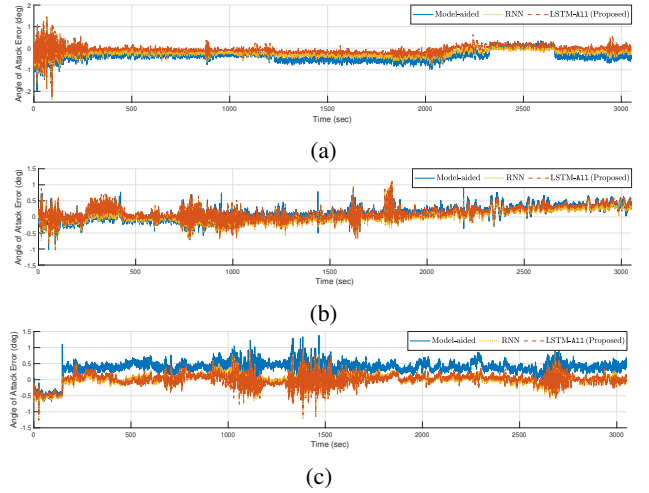 Model-aided RNN LSTM-All (Proposed)
Angle of Attack Error (deg)
2
1
0
-1
-2
0 500 1000 1500 2000 2500 3000
Time (sec)
(a)
Model-aided RNN LSTM-All (Proposed)
Angle of Attack Error (deg)
1.5
1
0.5
0
-0.5
-1
0 500 1000 1500 2000 2500 3000
Time (sec)
(b)
Model-aided RNN LSTM-All (Proposed)
Angle of Attack Error (deg)
1.5
1
0.5
0
-0.5
-1
-1.5
0 500 1000 1500 2000 2500 3000
Time (sec)
(c)